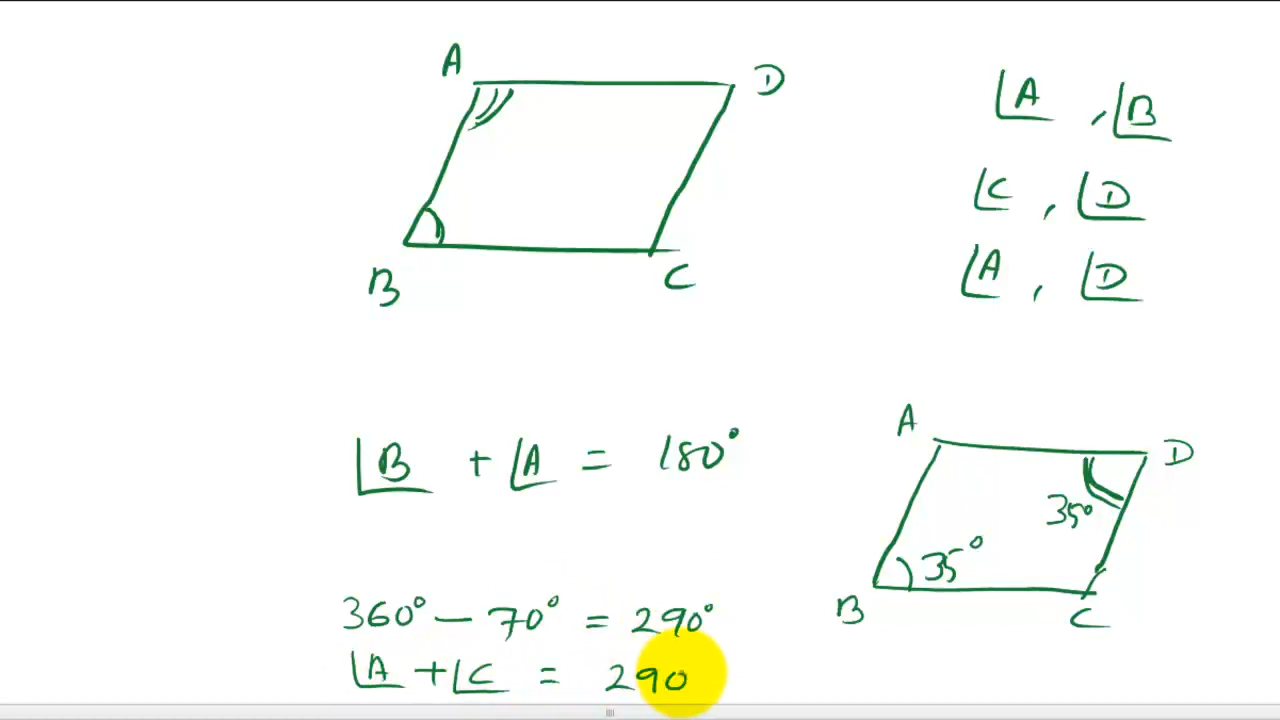 A
D
∠A , ∠B
∠C , ∠D
∠A , ∠D
B
C
∠B + ∠A = 180°
A
D
35°
35°
B
C
360° — 70° = 290°
∠A + ∠C = 290